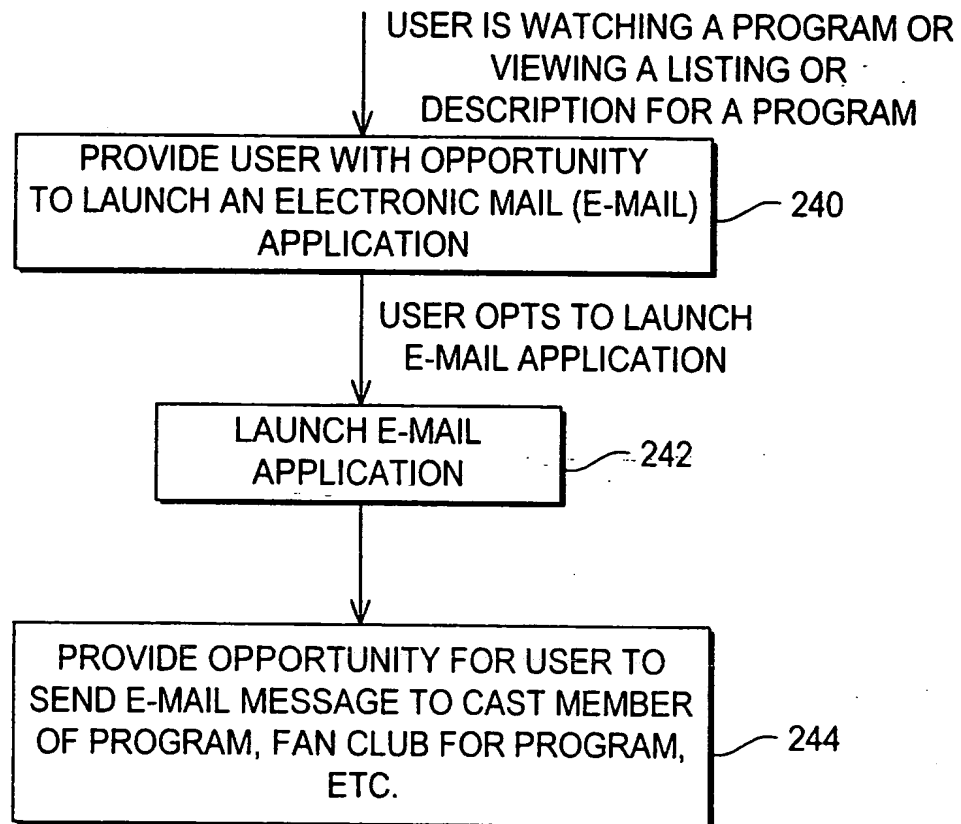 USER IS WATCHING A PROGRAM OR
VIEWING A LISTING OR
DESCRIPTION FOR A PROGRAM
PROVIDE USER WITH OPPORTUNITY
TO LAUNCH AN ELECTRONIC MAIL (E-MAIL)
APPLICATION
240
USER OPTS TO LAUNCH
E-MAIL APPLICATION
LAUNCH E-MAIL
APPLICATION
242
PROVIDE OPPORTUNITY FOR USER TO
SEND E-MAIL MESSAGE TO CAST MEMBER
OF PROGRAM, FAN CLUB FOR PROGRAM,
ETC.
244